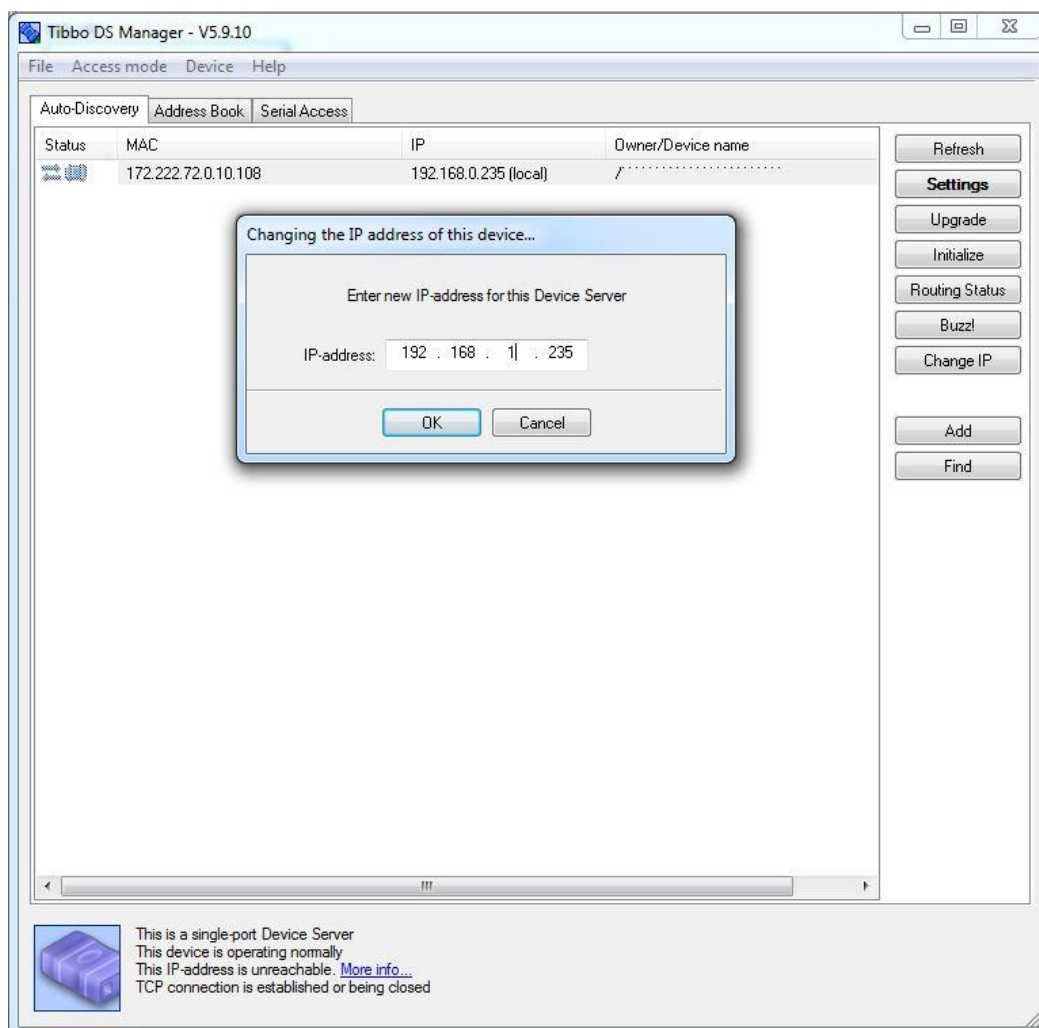 Tibbo DS Manager - V5.9.10
File Access mode Device Help
Auto-Discovery Address Book Serial Access
Status MAC IP Owner/Device name
172.222.72.0.10.108 192.168.0.235 (local) /
Refresh
Settings
Upgrade
Initialize
Routing Status
Buzz!
Change IP
Add
Find
Changing the IP address of this device...
Enter new IP-address for this Device Server
IP-address: 192 . 168 . 1 . 235
OK Cancel
This is a single-port Device Server
This device is operating normally
This IP-address is unreachable. More info...
TCP connection is established or being closed